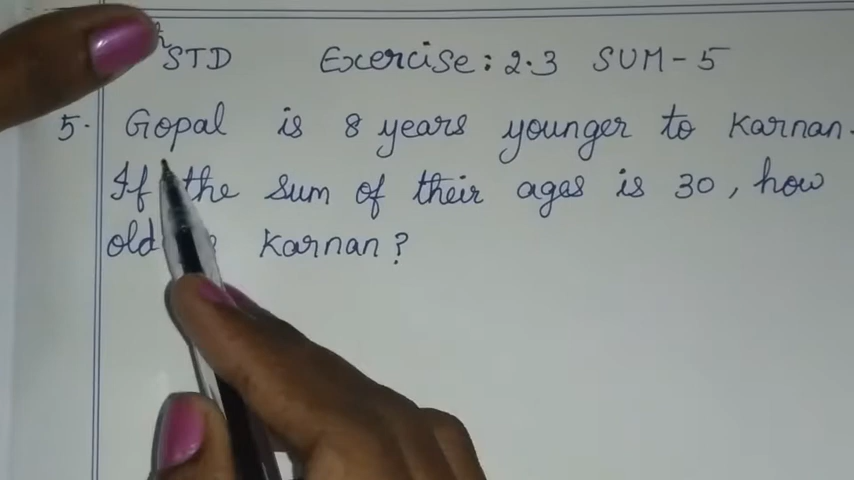 STD Exercise: 2.3 SUM-5
5. Gopal is 8 years younger to Karnan.
If the sum of their ages is 30, how
old Karnan?